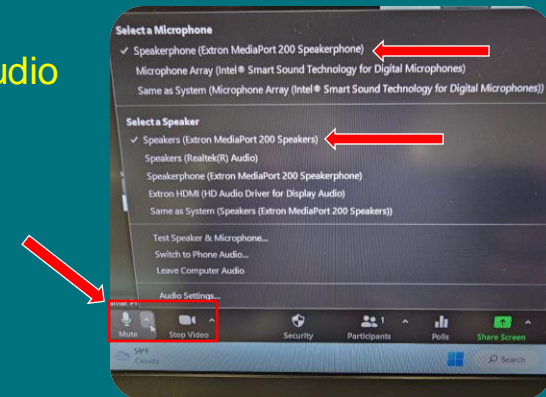 udio
Select a Microphone
✓ Speakerphone (Extron MediaPort 200 Speakerphone)
Microphone Array (Intel® Smart Sound Technology for Digital Microphones)
Same as System (Microphone Array (Intel® Smart Sound Technology for Digital Microphones))
Select a Speaker
✓ Speakers (Extron MediaPort 200 Speakers)
Speakers (Realtek(R) Audio)
Speakerphone (Extron MediaPort 200 Speakerphone)
Extron HDMI (HD Audio Driver for Display Audio)
Same as System (Speakers (Extron MediaPort 200 Speakers))
Test Speaker & Microphone...
Switch to Phone Audio...
Leave Computer Audio
Audio Settings...
1
Mute Stop Video Security Participants Polls Share Screen
59°F
Cloudy
Search